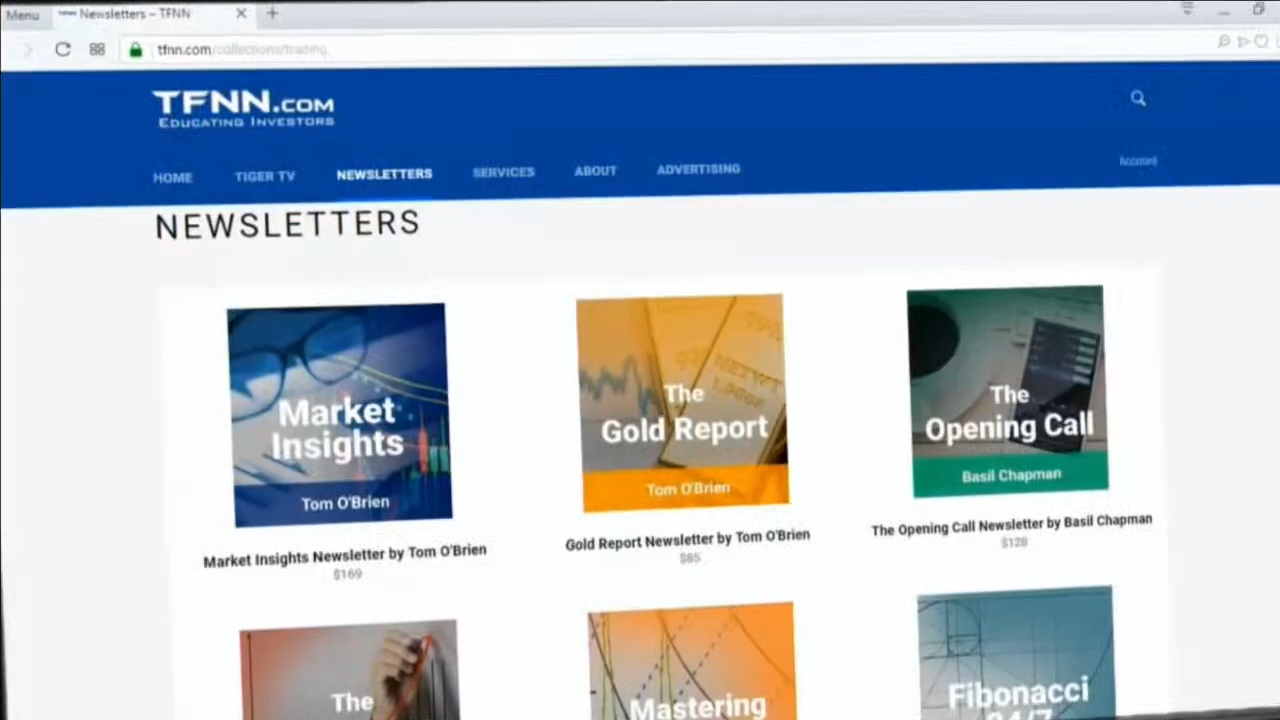 Menu
Newsletters – TFNN
tfnn.com/collections/trading
TFNN.COM
EDUCATING INVESTORS
HOME TIGER TV NEWSLETTERS SERVICES ABOUT ADVERTISING
Account
NEWSLETTERS
Market
Insights
Tom O'Brien
Market Insights Newsletter by Tom O'Brien
$169
The
Gold Report
Tom O'Brien
Gold Report Newsletter by Tom O'Brien
$85
The
Opening Call
Basil Chapman
The Opening Call Newsletter by Basil Chapman
$128
The
Mastering
Fibonacci
24/7